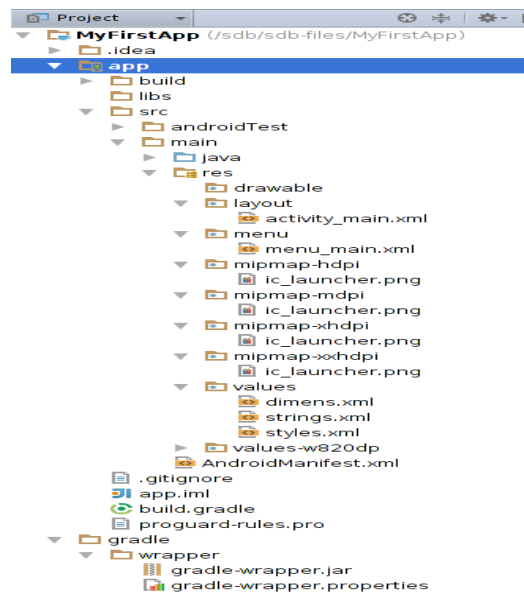 Project
MyFirstApp (/sdb/sdb-files/MyFirstApp)
.idea
app
build
libs
src
androidTest
main
java
res
drawable
layout
activity_main.xml
menu
menu_main.xml
mipmap-hdpi
ic_launcher.png
mipmap-mdpi
ic_launcher.png
mipmap-xhdpi
ic_launcher.png
mipmap-xxhdpi
ic_launcher.png
values
dimens.xml
strings.xml
styles.xml
values-w820dp
AndroidManifest.xml
.gitignore
app.iml
build.gradle
proguard-rules.pro
gradle
wrapper
gradle-wrapper.jar
gradle-wrapper.properties